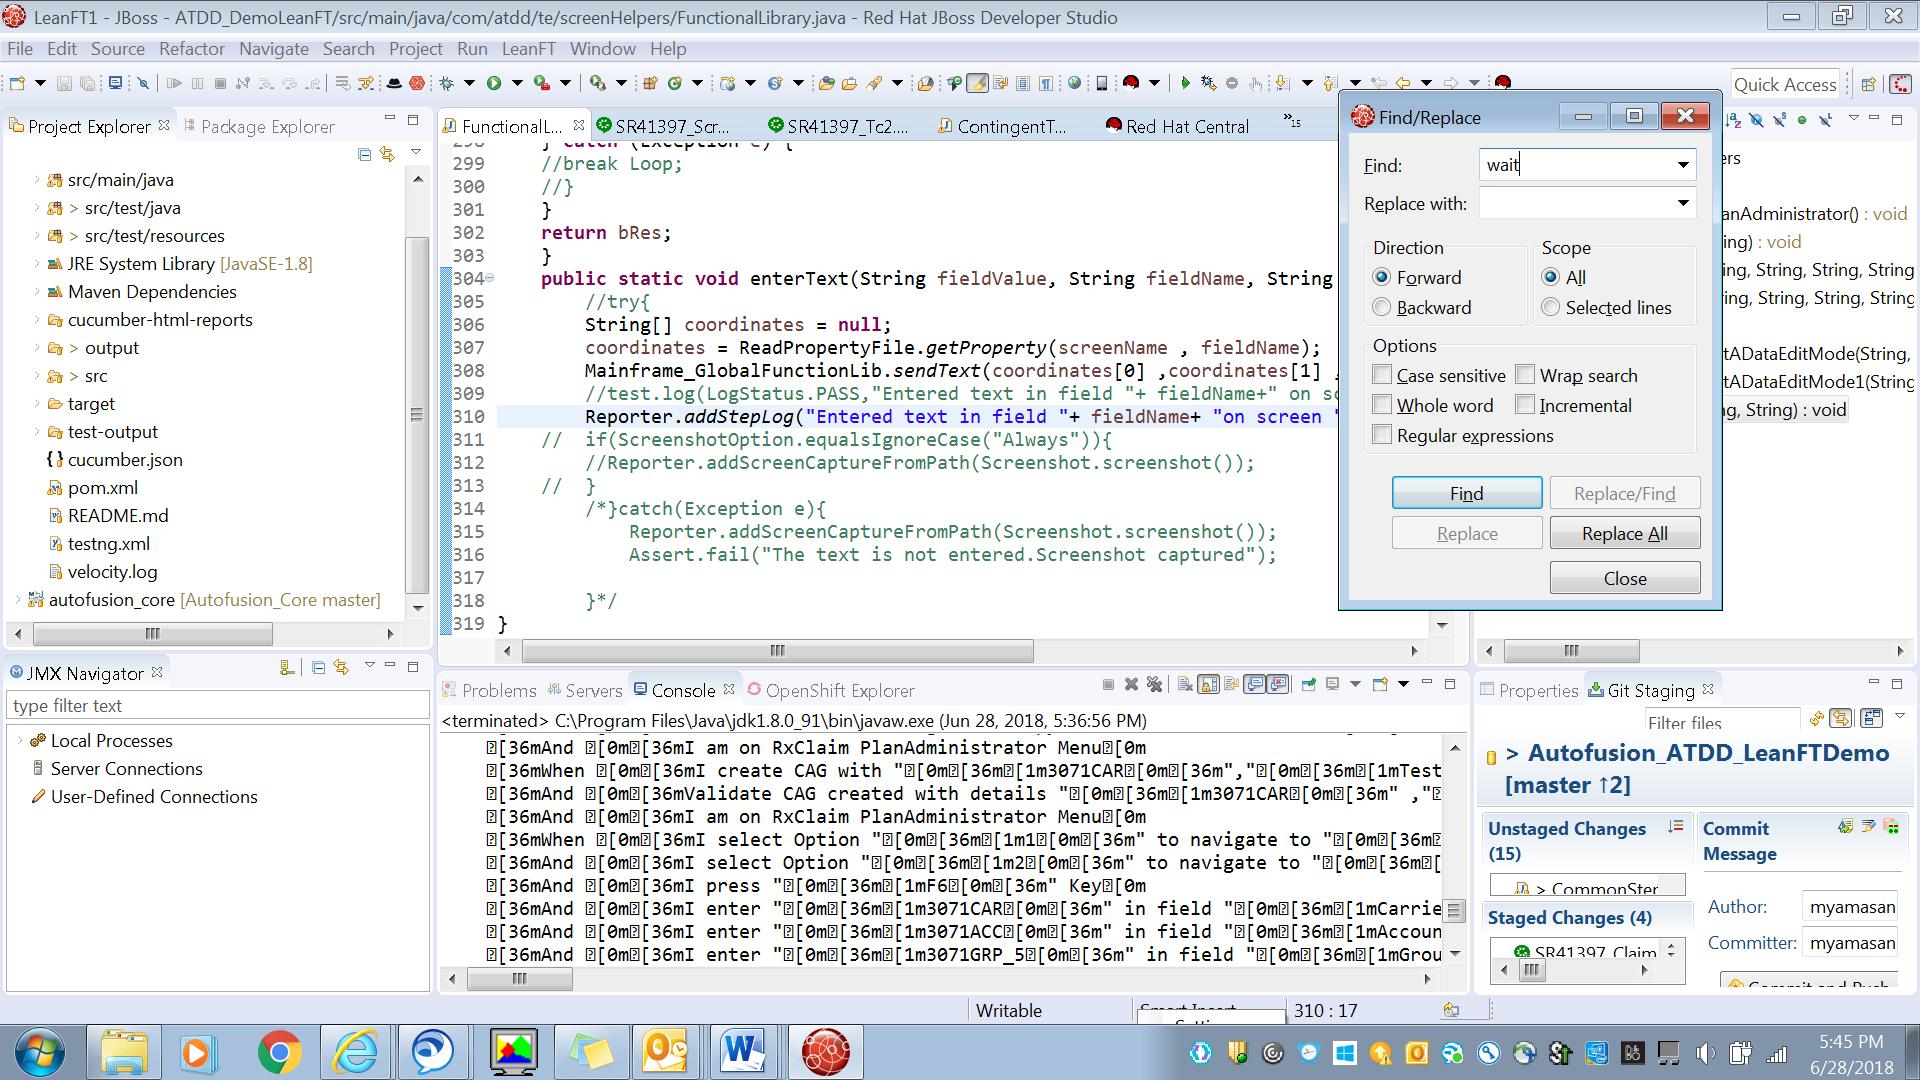 LeanFT1 - JBoss - ATDD_DemoLeanFT/src/main/java/com/atdd/te/screenHelpers/FunctionalLibrary.java - Red Hat JBoss Developer Studio
File Edit Source Refactor Navigate Search Project Run LeanFT Window Help
Quick Access
Project Explorer Package Explorer
src/main/java
> src/test/java
> src/test/resources
JRE System Library [JavaSE-1.8]
Maven Dependencies
cucumber-html-reports
> output
> src
target
test-output
cucumber.json
pom.xml
README.md
testng.xml
velocity.log
autofusion_core [Autofusion_Core master]
FunctionalL... SR41397_Scr... SR41397_Tc2... ContingentT... Red Hat Central »15
298 } catch (Exception e) {
299 //break Loop;
300 //}
301 }
302 return bRes;
303 }
304 public static void enterText(String fieldValue, String fieldName, String
305 //try{
306 String[] coordinates = null;
307 coordinates = ReadPropertyFile.getProperty(screenName , fieldName);
308 Mainframe_GlobalFunctionLib.sendText(coordinates[0] ,coordinates[1] ,
309 //test.log(LogStatus.PASS,"Entered text in field "+ fieldName+" on sc
310 Reporter.addStepLog("Entered text in field "+ fieldName+ "on screen "
311 // if(ScreenshotOption.equalsIgnoreCase("Always")){
312 //Reporter.addScreenCaptureFromPath(Screenshot.screenshot());
313 // }
314 /*}catch(Exception e){
315 Reporter.addScreenCaptureFromPath(Screenshot.screenshot());
316 Assert.fail("The text is not entered.Screenshot captured");
317
318 }*/
319 }
Find/Replace
Find: wait
Replace with:
Direction Scope
Forward All
Backward Selected lines
Options
Case sensitive Wrap search
Whole word Incremental
Regular expressions
Find Replace/Find
Replace Replace All
Close
ers
anAdministrator() : void
ing) : void
, String, String, String
, String, String, String
tADataEditMode(String,
tADataEditMode1(String
ng, String) : void
JMX Navigator
type filter text
Local Processes
Server Connections
User-Defined Connections
Problems Servers Console OpenShift Explorer
<terminated> C:\Program Files\Java\jdk1.8.0_91\bin\javaw.exe (Jun 28, 2018, 5:36:56 PM)
[36mAnd [0m[36mI am on RxClaim PlanAdministrator Menu[0m
[36mWhen [0m[36mI create CAG with "[0m[36m[1m3071CAR[0m[36m","[0m[36m[1mTest
[36mAnd [0m[36mValidate CAG created with details "[0m[36m[1m3071CAR[0m[36m" ,"
[36mAnd [0m[36mI am on RxClaim PlanAdministrator Menu[0m
[36mWhen [0m[36mI select Option "[0m[36m[1m1[0m[36m" to navigate to "[0m[36m
[36mAnd [0m[36mI select Option "[0m[36m[1m2[0m[36m" to navigate to "[0m[36m[
[36mAnd [0m[36mI press "[0m[36m[1mF6[0m[36m" Key[0m
[36mAnd [0m[36mI enter "[0m[36m[1m3071CAR[0m[36m" in field "[0m[36m[1mCarrie
[36mAnd [0m[36mI enter "[0m[36m[1m3071ACC[0m[36m" in field "[0m[36m[1mAccoun
[36mAnd [0m[36mI enter "[0m[36m[1m3071GRP_5[0m[36m" in field "[0m[36m[1mGrou
Properties Git Staging
Filter files
> Autofusion_ATDD_LeanFTDemo
[master ↑2]
Unstaged Changes
(15)
> CommonSter
Staged Changes (4)
SR41397 Claim
Commit
Message
Author: myamasan
Committer: myamasan
Commit and Push
Writable Smart Insert 310 : 17
5:45 PM
6/28/2018